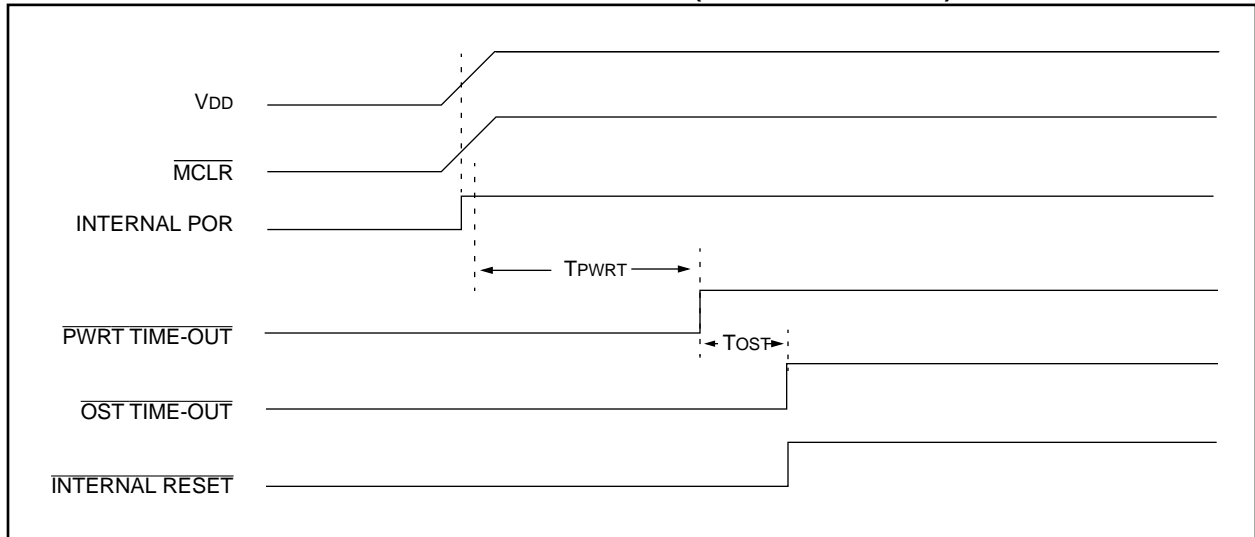 VDD
MCLR
INTERNAL POR
TPWRT
PWRT TIME-OUT
TOST
OST TIME-OUT
INTERNAL RESET